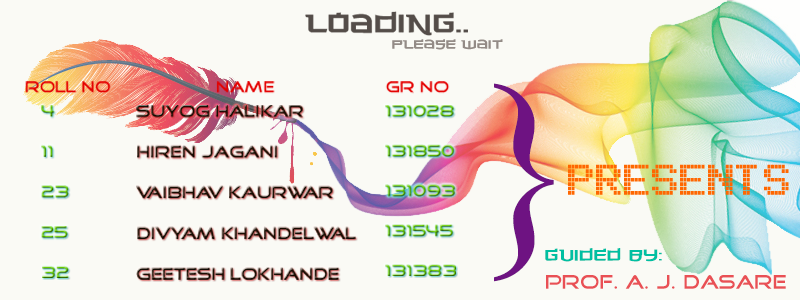 LOADING..
PLEASE WAIT
ROLL NO NAME GR NO
4 SUYOG HALIKAR 131028
11 HIREN JAGANI 131850
23 VAIBHAV KAURWAR 131093
25 DIVYAM KHANDELWAL 131545
32 GEETESH LOKHANDE 131383
PRESENTS
GUIDED BY:
PROF. A. J. DASARE